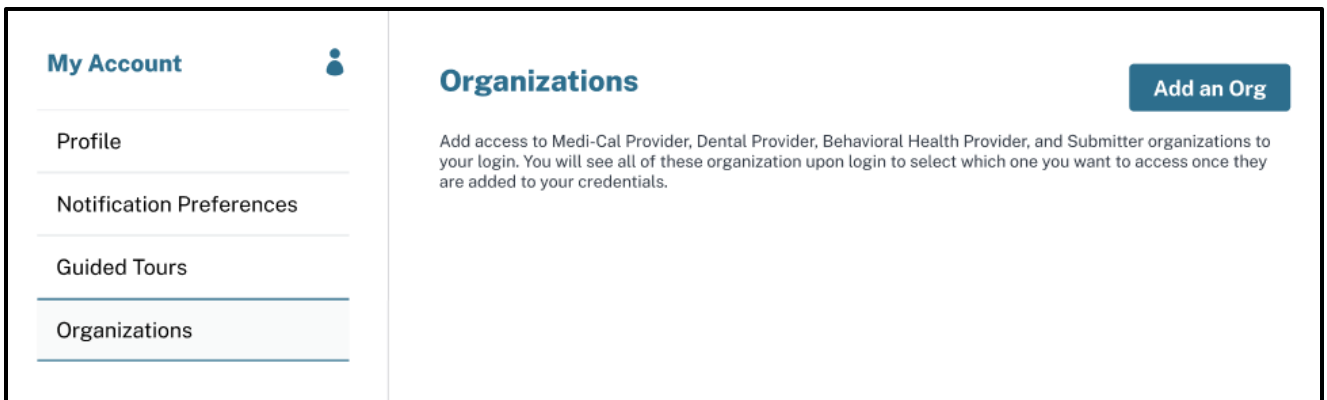 My Account
Profile
Notification Preferences
Guided Tours
Organizations
Organizations
Add an Org
Add access to Medi-Cal Provider, Dental Provider, Behavioral Health Provider, and Submitter organizations to
your login. You will see all of these organization upon login to select which one you want to access once they
are added to your credentials.